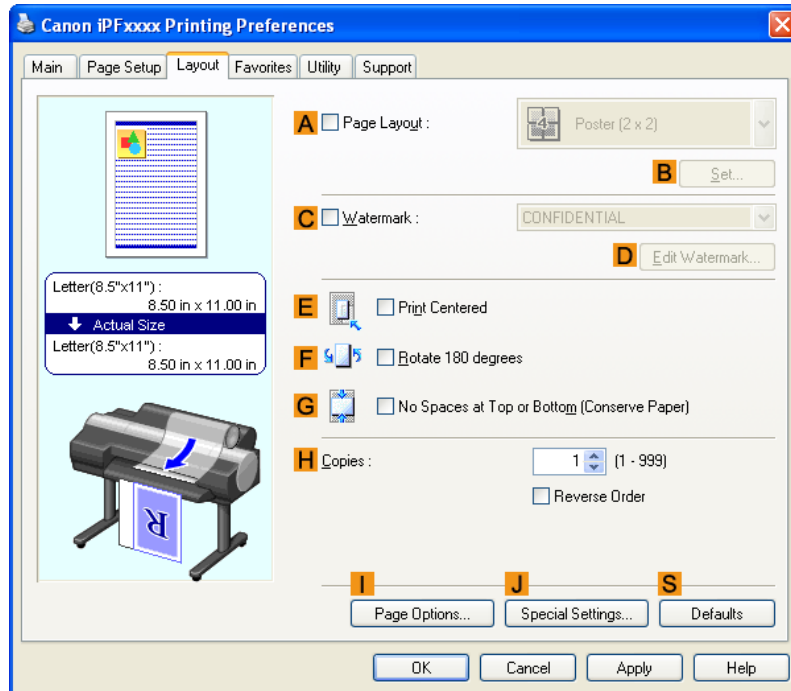 Canon iPFxxxx Printing Preferences
Main Page Setup Layout Favorites Utility Support
A Page Layout : 4 Poster (2 x 2)
B Set...
C Watermark : CONFIDENTIAL
D Edit Watermark...
Letter(8.5"x11") :
8.50 in x 11.00 in
Actual Size
Letter(8.5"x11") :
8.50 in x 11.00 in
E Print Centered
F Rotate 180 degrees
G No Spaces at Top or Bottom (Conserve Paper)
H Copies : 1 (1 - 999)
Reverse Order
R
I J S
Page Options... Special Settings... Defaults
OK Cancel Apply Help